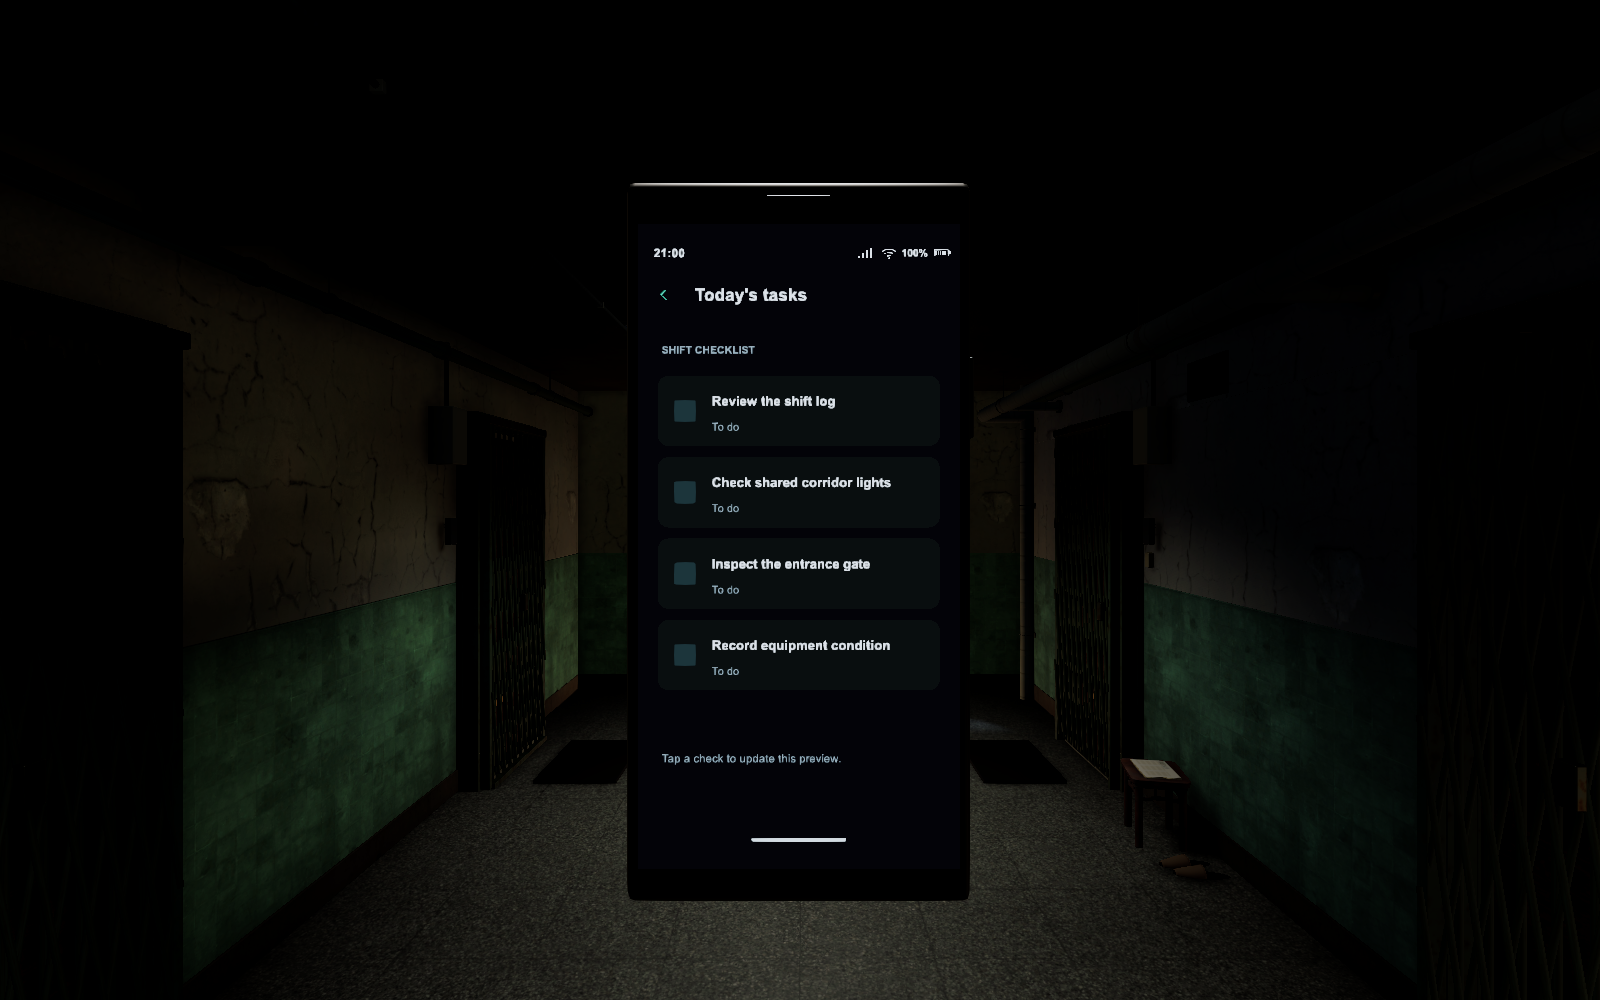 21:00 100%
Today's tasks
SHIFT CHECKLIST
Review the shift log
To do
Check shared corridor lights
To do
Inspect the entrance gate
To do
Record equipment condition
To do
Tap a check to update this preview.